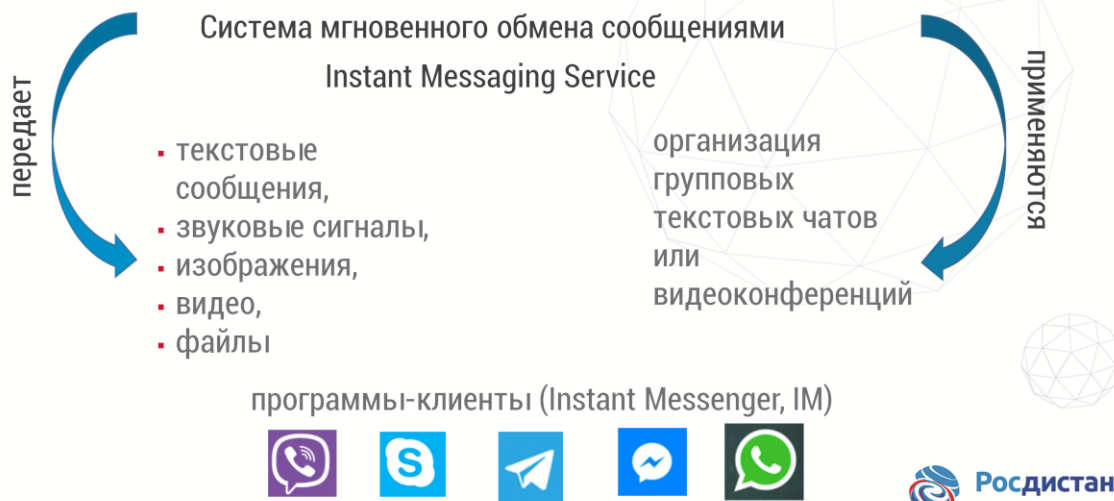 Система мгновенного обмена сообщениями
Instant Messaging Service
передает
▪ текстовые
сообщения,
▪ звуковые сигналы,
▪ изображения,
▪ видео,
▪ файлы
применяются
организация
групповых
текстовых чатов
или
видеоконференций
программы-клиенты (Instant Messenger, IM)
S
Росдистант